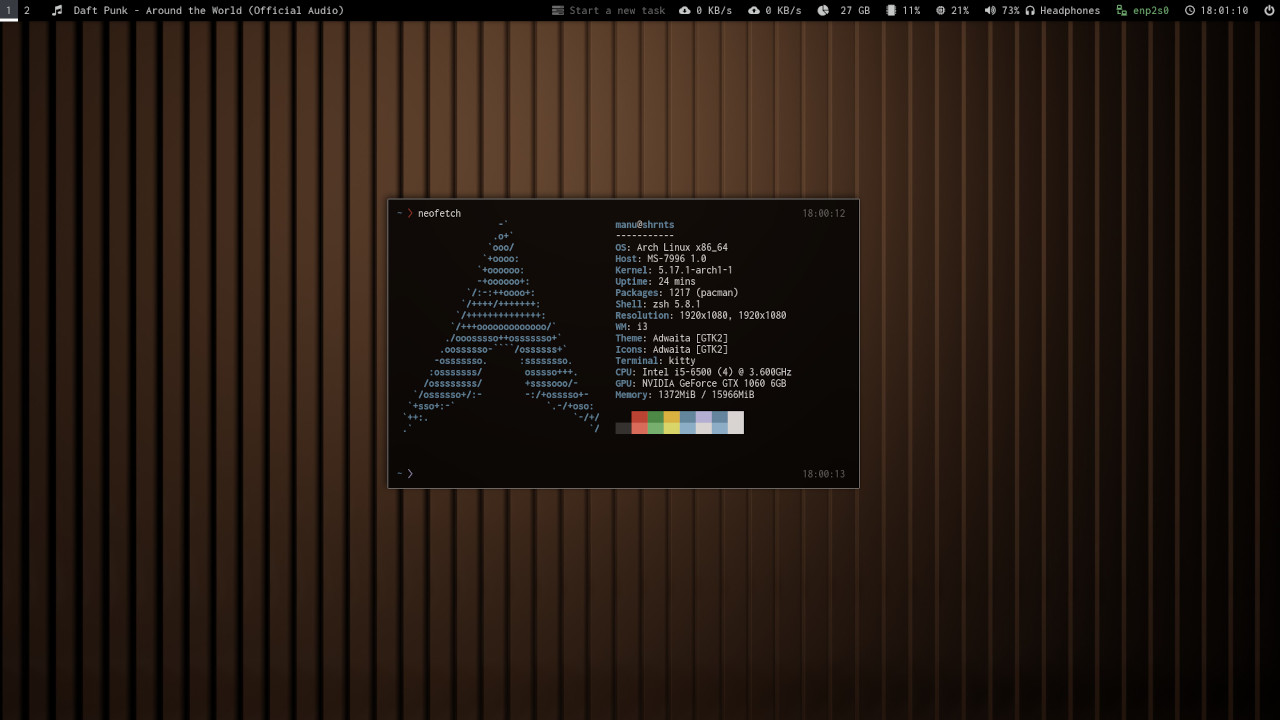 1 2 Daft Punk - Around the World (Official Audio) Start a new task 0 KB/s 0 KB/s 27 GB 11% 21% 73% Headphones enp2s0 18:01:10
~ ❯ neofetch 18:00:12
manu@shrnts
-----------
OS: Arch Linux x86_64
Host: MS-7996 1.0
Kernel: 5.17.1-arch1-1
Uptime: 24 mins
Packages: 1217 (pacman)
Shell: zsh 5.8.1
Resolution: 1920x1080, 1920x1080
WM: i3
Theme: Adwaita [GTK2]
Icons: Adwaita [GTK2]
Terminal: kitty
CPU: Intel i5-6500 (4) @ 3.600GHz
GPU: NVIDIA GeForce GTX 1060 6GB
Memory: 1372MiB / 15966MiB
~ ❯ 18:00:13